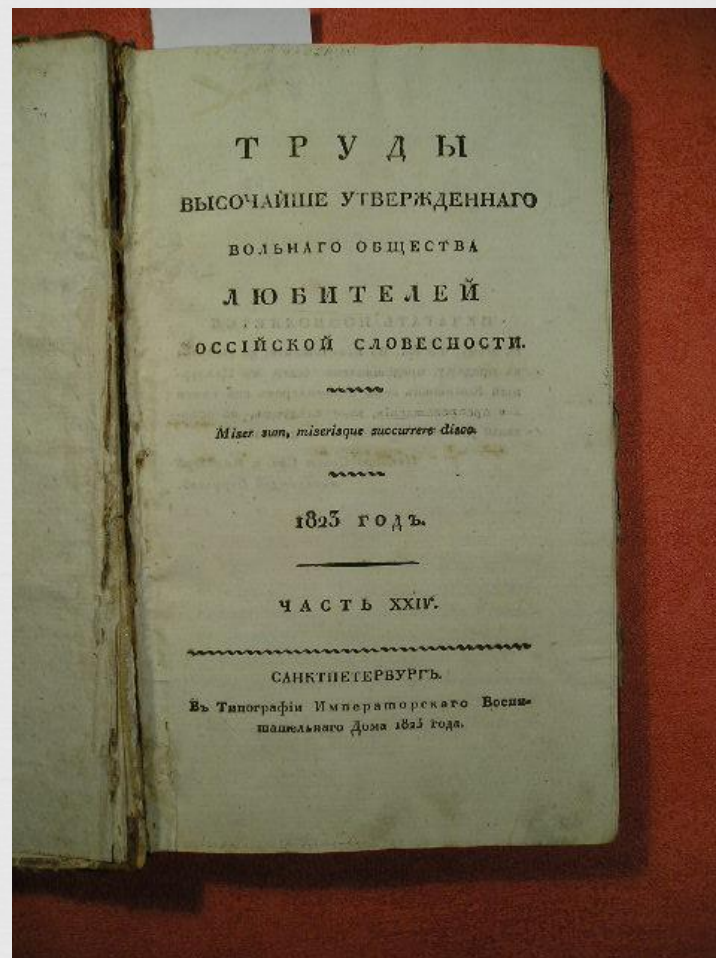 ТРУДЫ
ВЫСОЧАЙШЕ УТВЕРЖДЕННАГО
ВОЛЬНАГО ОБЩЕСТВА
ЛЮБИТЕЛЕЙ
ОССІЙСКОЙ СЛОВЕСНОСТИ.
Miser sum, miserisque succurrere disco.
1823 ГОДЪ.
ЧАСТЬ XXIV.
САНКТПЕТЕРБУРГЪ.
Въ Типографіи Императорскаго Воспи-
тательнаго Дома 1823 года.